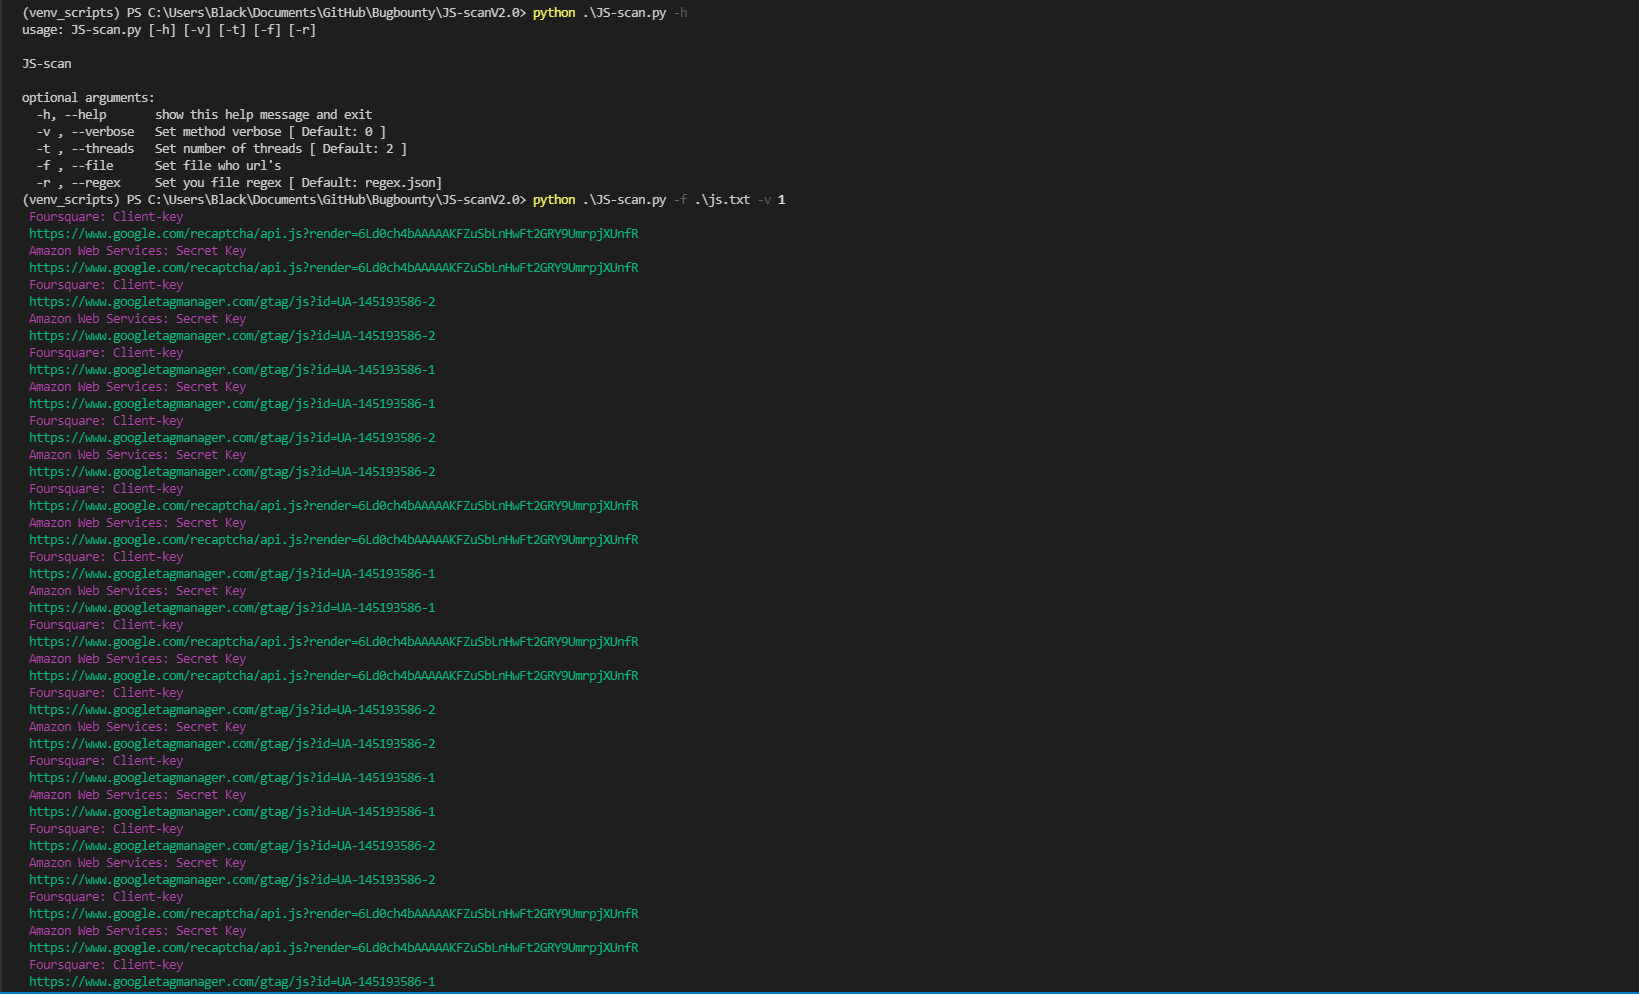 (venv_scripts) PS C:\Users\Black\Documents\GitHub\Bugbounty\JS-scanV2.0> python .\JS-scan.py -h
usage: JS-scan.py [-h] [-v] [-t] [-f] [-r]
JS-scan
optional arguments:
-h, --help show this help message and exit
-v , --verbose Set method verbose [ Default: 0 ]
-t , --threads Set number of threads [ Default: 2 ]
-f , --file Set file who url's
-r , --regex Set you file regex [ Default: regex.json]
(venv_scripts) PS C:\Users\Black\Documents\GitHub\Bugbounty\JS-scanV2.0> python .\JS-scan.py -f .\js.txt -v 1
Foursquare: Client-key
https://www.google.com/recaptcha/api.js?render=6Ld0ch4bAAAAAKFZuSbLnHwFt2GRY9UmrpjXUnfR
Amazon Web Services: Secret Key
https://www.google.com/recaptcha/api.js?render=6Ld0ch4bAAAAAKFZuSbLnHwFt2GRY9UmrpjXUnfR
Foursquare: Client-key
https://www.googletagmanager.com/gtag/js?id=UA-145193586-2
Amazon Web Services: Secret Key
https://www.googletagmanager.com/gtag/js?id=UA-145193586-2
Foursquare: Client-key
https://www.googletagmanager.com/gtag/js?id=UA-145193586-1
Amazon Web Services: Secret Key
https://www.googletagmanager.com/gtag/js?id=UA-145193586-1
Foursquare: Client-key
https://www.googletagmanager.com/gtag/js?id=UA-145193586-2
Amazon Web Services: Secret Key
https://www.googletagmanager.com/gtag/js?id=UA-145193586-2
Foursquare: Client-key
https://www.google.com/recaptcha/api.js?render=6Ld0ch4bAAAAAKFZuSbLnHwFt2GRY9UmrpjXUnfR
Amazon Web Services: Secret Key
https://www.google.com/recaptcha/api.js?render=6Ld0ch4bAAAAAKFZuSbLnHwFt2GRY9UmrpjXUnfR
Foursquare: Client-key
https://www.googletagmanager.com/gtag/js?id=UA-145193586-1
Amazon Web Services: Secret Key
https://www.googletagmanager.com/gtag/js?id=UA-145193586-1
Foursquare: Client-key
https://www.google.com/recaptcha/api.js?render=6Ld0ch4bAAAAAKFZuSbLnHwFt2GRY9UmrpjXUnfR
Amazon Web Services: Secret Key
https://www.google.com/recaptcha/api.js?render=6Ld0ch4bAAAAAKFZuSbLnHwFt2GRY9UmrpjXUnfR
Foursquare: Client-key
https://www.googletagmanager.com/gtag/js?id=UA-145193586-2
Amazon Web Services: Secret Key
https://www.googletagmanager.com/gtag/js?id=UA-145193586-2
Foursquare: Client-key
https://www.googletagmanager.com/gtag/js?id=UA-145193586-1
Amazon Web Services: Secret Key
https://www.googletagmanager.com/gtag/js?id=UA-145193586-1
Foursquare: Client-key
https://www.googletagmanager.com/gtag/js?id=UA-145193586-2
Amazon Web Services: Secret Key
https://www.googletagmanager.com/gtag/js?id=UA-145193586-2
Foursquare: Client-key
https://www.google.com/recaptcha/api.js?render=6Ld0ch4bAAAAAKFZuSbLnHwFt2GRY9UmrpjXUnfR
Amazon Web Services: Secret Key
https://www.google.com/recaptcha/api.js?render=6Ld0ch4bAAAAAKFZuSbLnHwFt2GRY9UmrpjXUnfR
Foursquare: Client-key
https://www.googletagmanager.com/gtag/js?id=UA-145193586-1